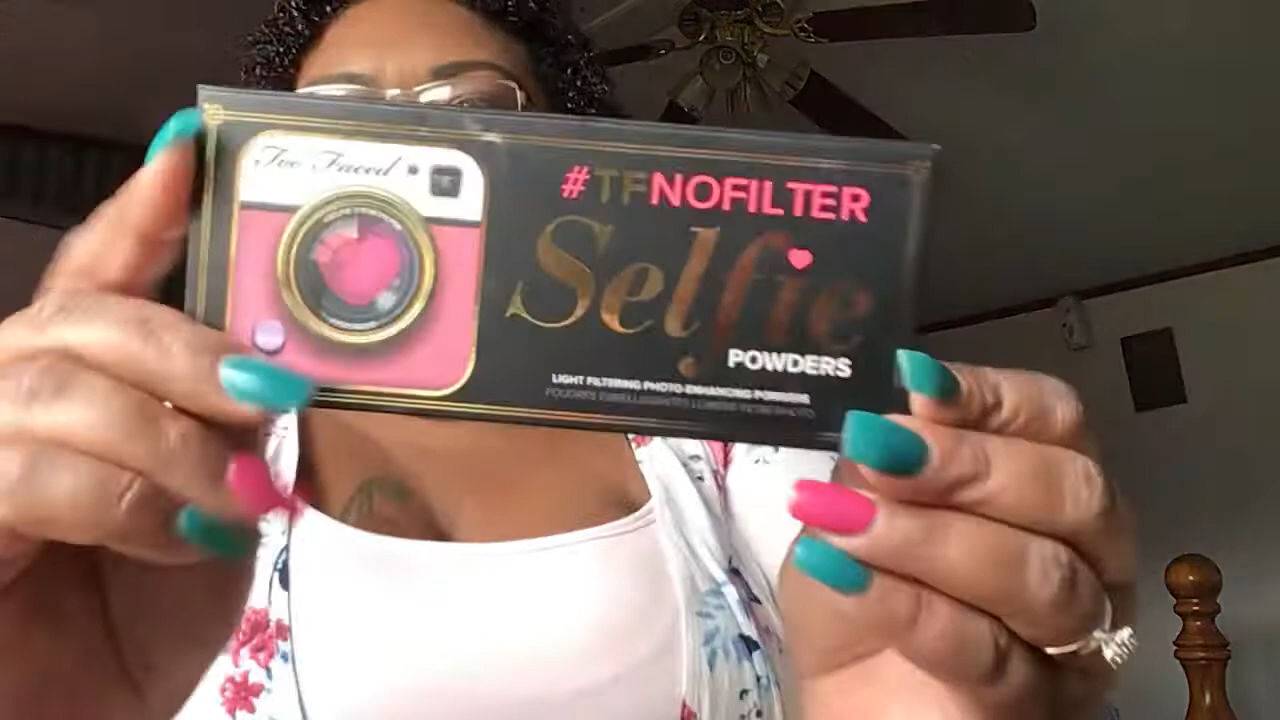 Too Faced
#TFNOFILTER
Selfie
POWDERS
LIGHT FILTERING PHOTO-ENHANCING POWDERS